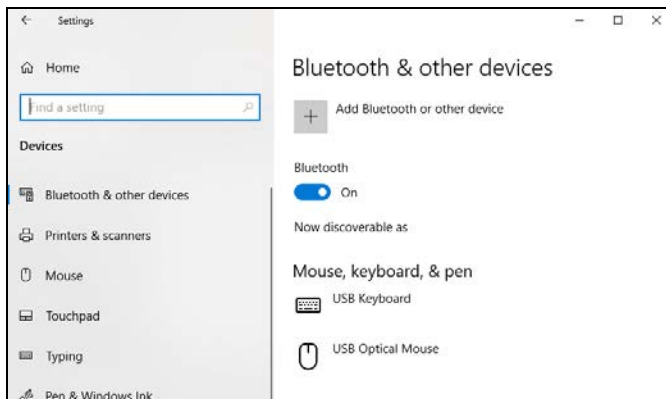 Settings
Home
Find a setting
Devices
Bluetooth & other devices
Printers & scanners
Mouse
Touchpad
Typing
Pen & Windows Ink
Bluetooth & other devices
Add Bluetooth or other device
Bluetooth
On
Now discoverable as
Mouse, keyboard, & pen
USB Keyboard
USB Optical Mouse